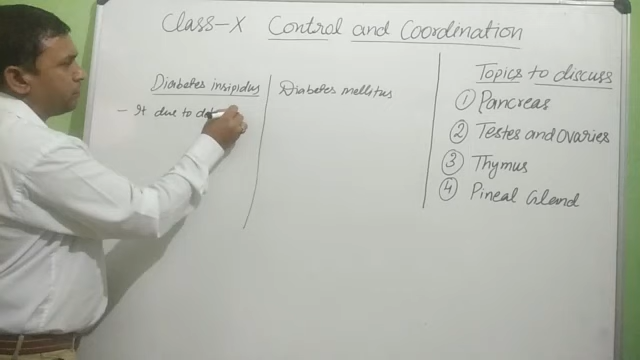 Class-X Control and Coordination
Diabetes insipidus
- It due to
Diabetes mellitus
Topics to discuss
① Pancreas
② Testes and Ovaries
③ Thymus
④ Pineal Gland